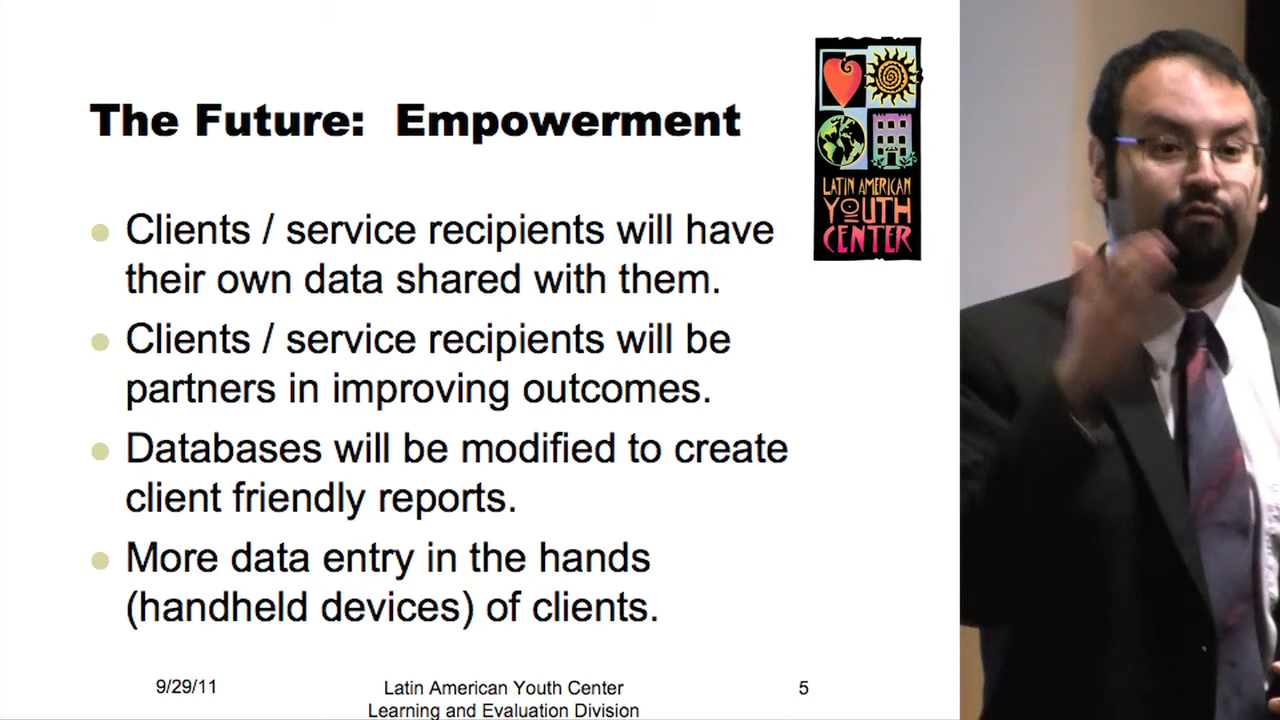 The Future: Empowerment
LATIN AMERICAN
YOUTH
CENTER
Clients / service recipients will have
their own data shared with them.
Clients / service recipients will be
partners in improving outcomes.
Databases will be modified to create
client friendly reports.
More data entry in the hands
(handheld devices) of clients.
9/29/11
Latin American Youth Center
Learning and Evaluation Division
5